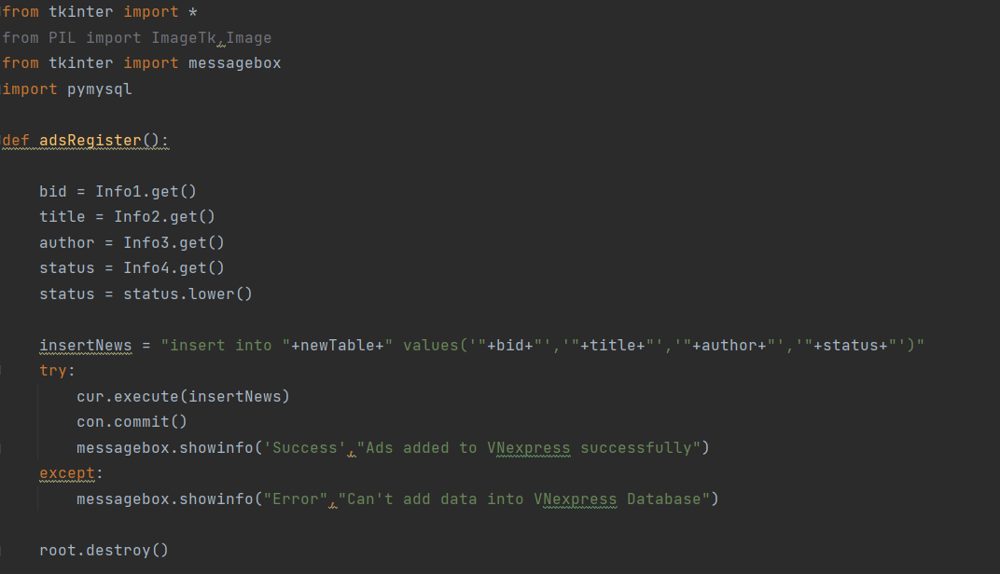 from tkinter import *
from PIL import ImageTk,Image
from tkinter import messagebox
import pymysql
def adsRegister():
bid = Info1.get()
title = Info2.get()
author = Info3.get()
status = Info4.get()
status = status.lower()
insertNews = "insert into "+newTable+" values('"+bid+"','"+title+"','"+author+"','"+status+"')"
try:
cur.execute(insertNews)
con.commit()
messagebox.showinfo('Success',"Ads added to VNexpress successfully")
except:
messagebox.showinfo("Error","Can't add data into VNexpress Database")
root.destroy()